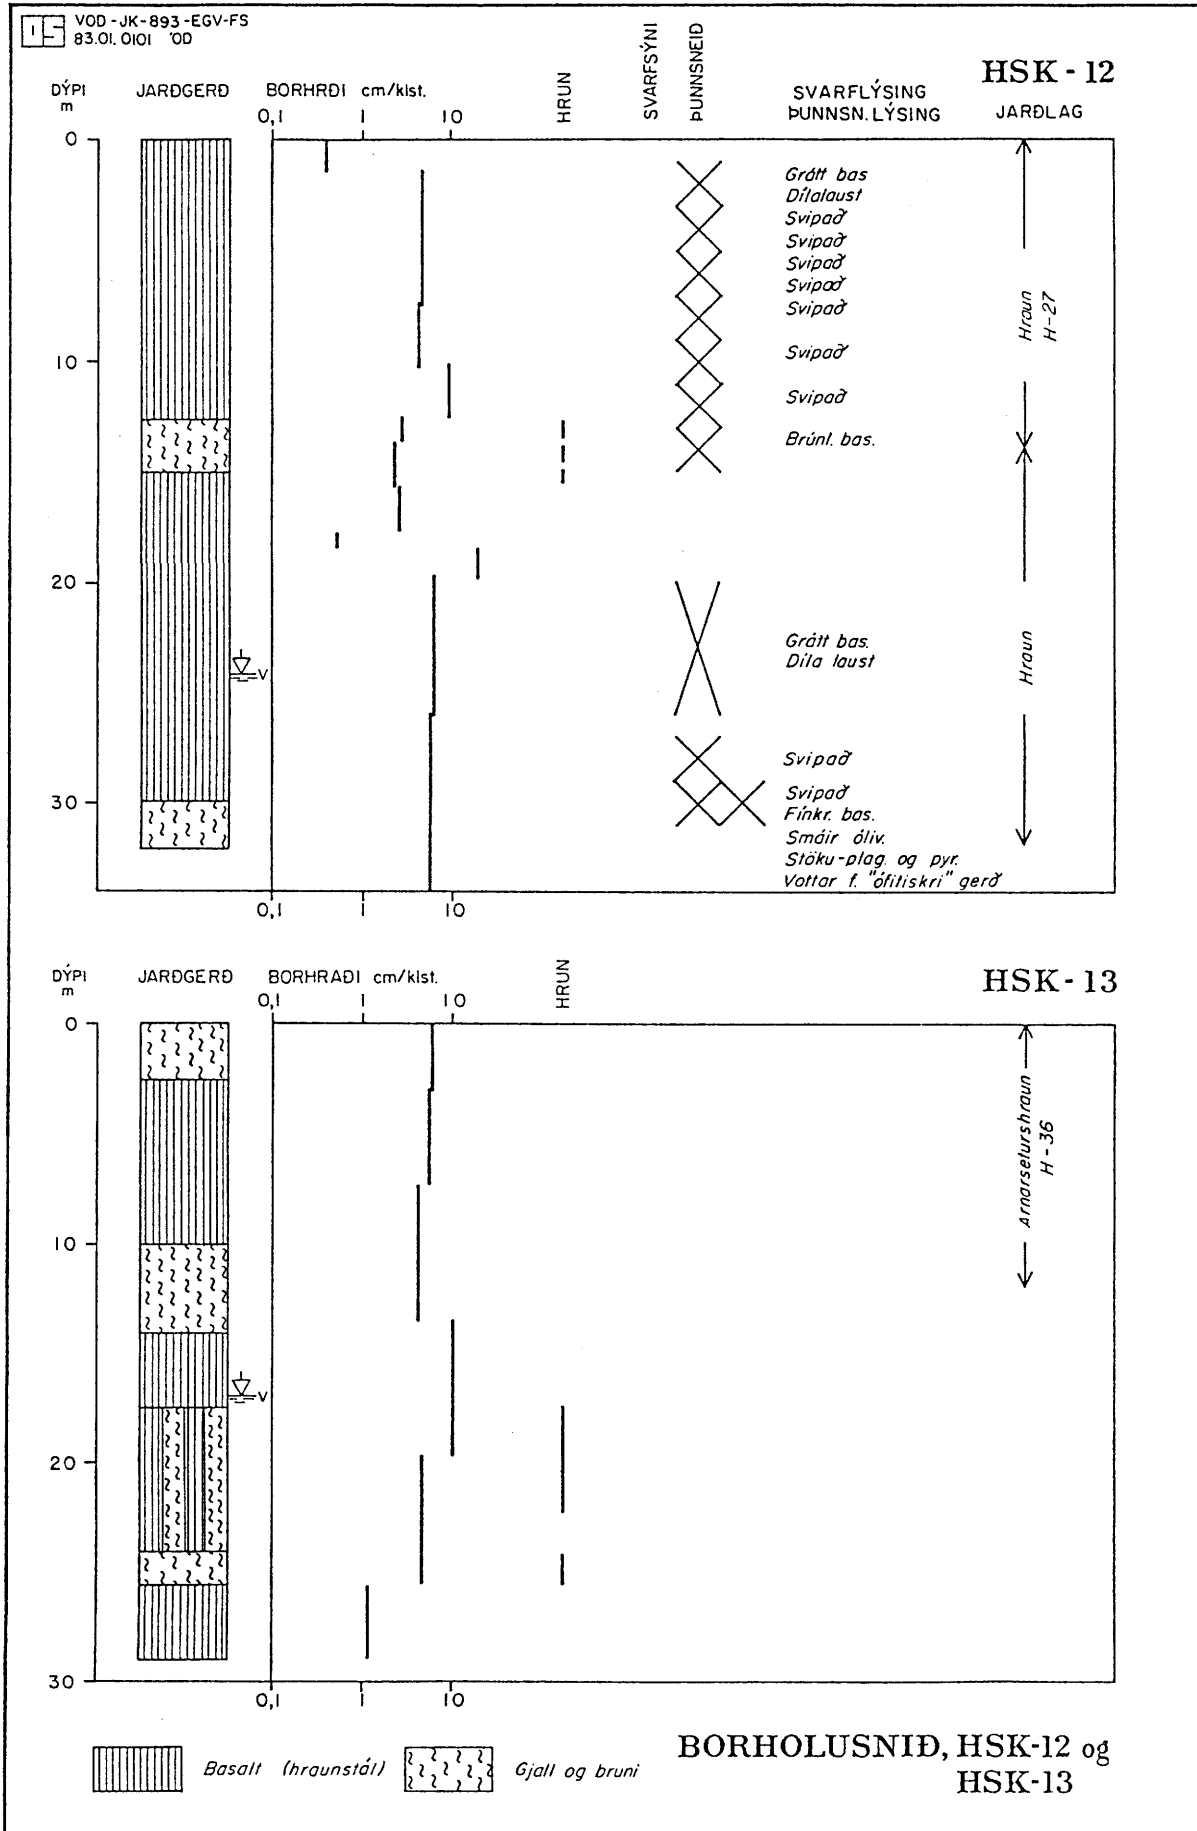 OS VOD-JK-893-EGV-FS
83.01.0101 'OD
HSK-12
DÝPI
m
JARÐGERÐ
BORHRÐI cm/klst.
0,1 1 10
HRUN
SVARFSÝNI
ÞUNNSNEIÐ
SVARFLÝSING
ÞUNNSN.LÝSING
JARÐLAG
0
10
20
30
V
Grátt bas
Dílalaust
Svipað
Svipað
Svipað
Svipað
Svipað
Svipað
Svipað
Brúnl. bas.
Grátt bas.
Díla laust
Svipað
Svipað
Fínkr. bas.
Smáir óliv.
Stöku-plag. og pyr.
Vottar f. "ófitiskri" gerð
Hraun
H-27
Hraun
0,1 1 10
HSK-13
DÝPI
m
JARÐGERÐ
BORHRAÐI cm/klst.
0,1 1 10
HRUN
0
10
20
30
V
Arnarseturshraun
H-36
0,1 1 10
Basalt (hraunstál)
Gjall og bruni
BORHOLUSNIÐ, HSK-12 og
HSK-13